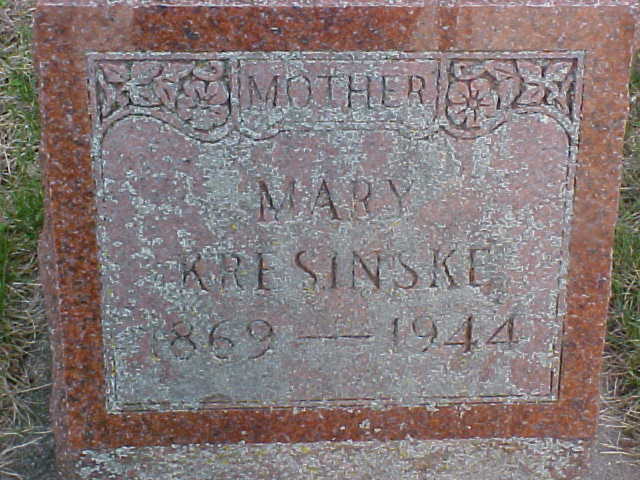 MOTHER
MARY
KRESINSKE
1869 — 1944